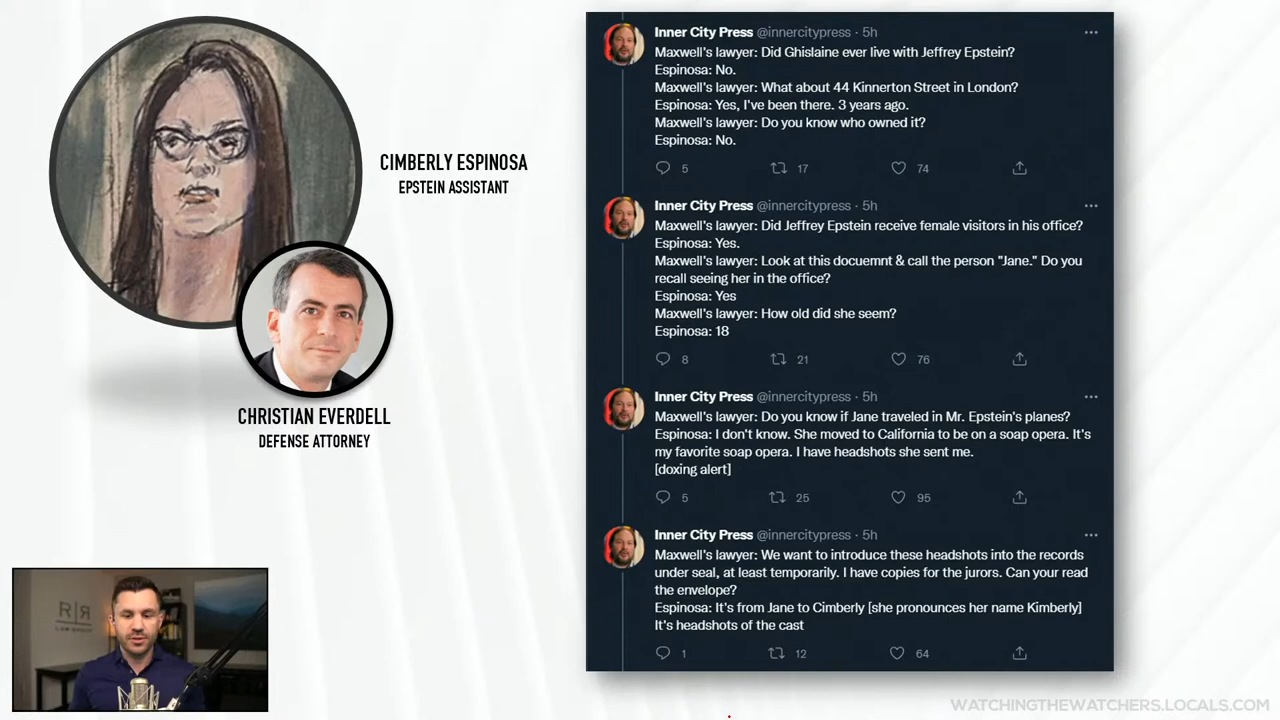 CIMBERLY ESPINOSA
EPSTEIN ASSISTANT
CHRISTIAN EVERDELL
DEFENSE ATTORNEY
Inner City Press @innercitypress · 5h
Maxwell's lawyer: Did Ghislaine ever live with Jeffrey Epstein?
Espinosa: No.
Maxwell's lawyer: What about 44 Kinnerton Street in London?
Espinosa: Yes, I've been there. 3 years ago.
Maxwell's lawyer: Do you know who owned it?
Espinosa: No.
5 17 74
Inner City Press @innercitypress · 5h
Maxwell's lawyer: Did Jeffrey Epstein receive female visitors in his office?
Espinosa: Yes.
Maxwell's lawyer: Look at this docuemnt & call the person "Jane." Do you
recall seeing her in the office?
Espinosa: Yes
Maxwell's lawyer: How old did she seem?
Espinosa: 18
8 21 76
Inner City Press @innercitypress · 5h
Maxwell's lawyer: Do you know if Jane traveled in Mr. Epstein's planes?
Espinosa: I don't know. She moved to California to be on a soap opera. It's
my favorite soap opera. I have headshots she sent me.
[doxing alert]
5 25 95
Inner City Press @innercitypress · 5h
Maxwell's lawyer: We want to introduce these headshots into the records
under seal, at least temporarily. I have copies for the jurors. Can your read
the envelope?
Espinosa: It's from Jane to Cimberly [she pronounces her name Kimberly]
It's headshots of the cast
1 12 64
R|R
LAW GROUP
WATCHINGTHEWATCHERS.LOCALS.COM